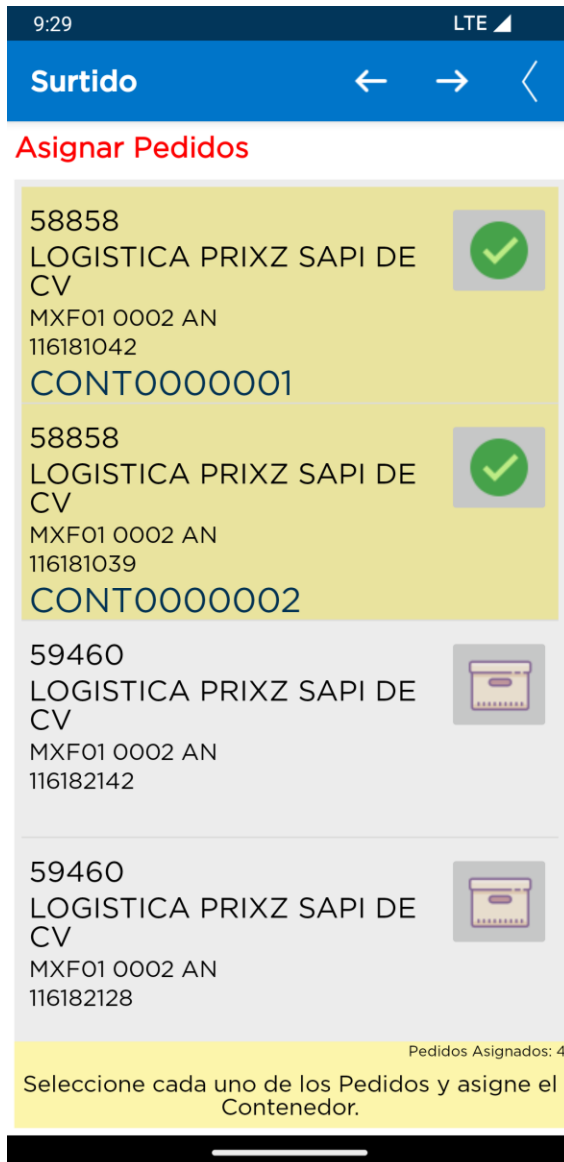 9:29 LTE
Surtido
Asignar Pedidos
58858
LOGISTICA PRIXZ SAPI DE
CV
MXF01 0002 AN
116181042
CONT0000001
58858
LOGISTICA PRIXZ SAPI DE
CV
MXF01 0002 AN
116181039
CONT0000002
59460
LOGISTICA PRIXZ SAPI DE
CV
MXF01 0002 AN
116182142
59460
LOGISTICA PRIXZ SAPI DE
CV
MXF01 0002 AN
116182128
Pedidos Asignados: 4
Seleccione cada uno de los Pedidos y asigne el
Contenedor.